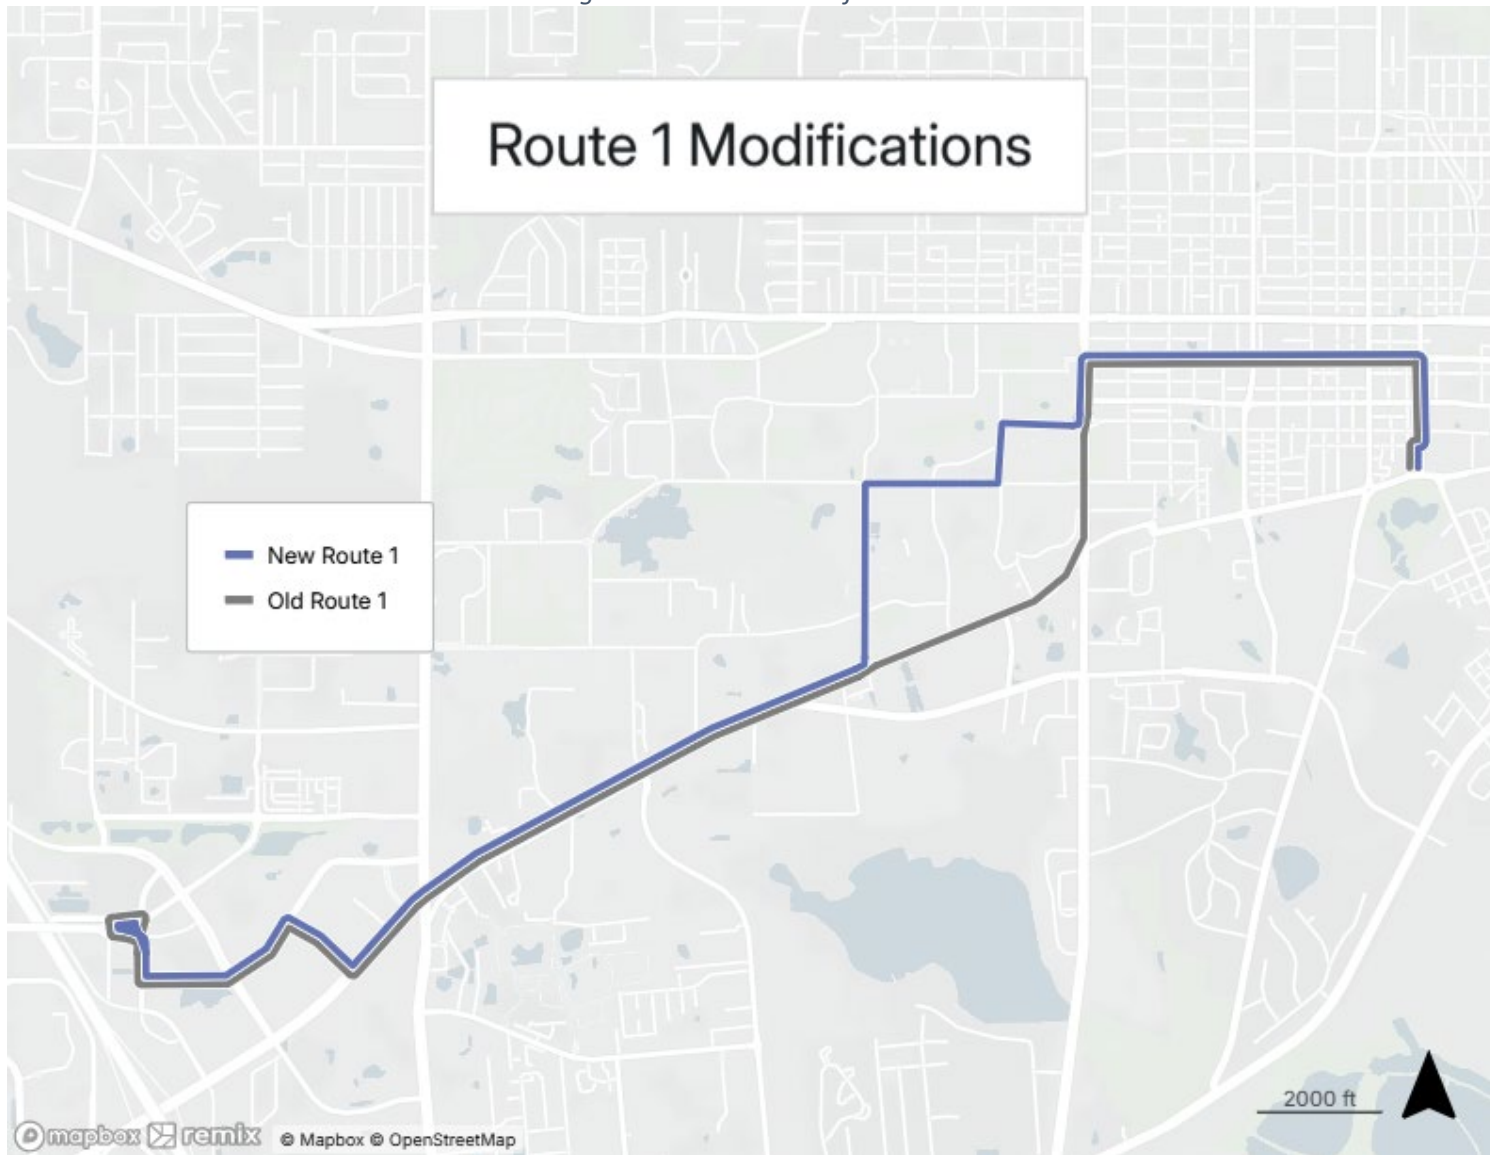 Route 1 Modifications
New Route 1
Old Route 1
2000 ft
mapbox remix © Mapbox © OpenStreetMap